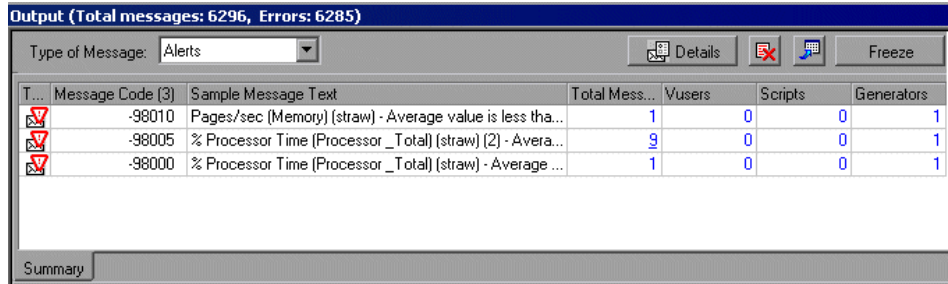 Output (Total messages: 6296, Errors: 6285)
Type of Message: Alerts Details Freeze
T... Message Code (3) Sample Message Text Total Mess... Vusers Scripts Generators
-98010 Pages/sec (Memory) (straw) - Average value is less tha... 1 0 0 1
-98005 % Processor Time (Processor _Total) (straw) (2) - Avera... 9 0 0 1
-98000 % Processor Time (Processor _Total) (straw) - Average ... 1 0 0 1
Summary